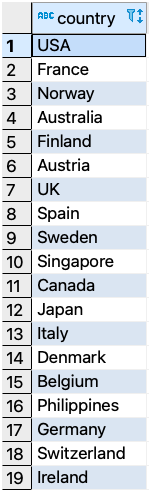 ABC country
1 USA
2 France
3 Norway
4 Australia
5 Finland
6 Austria
7 UK
8 Spain
9 Sweden
10 Singapore
11 Canada
12 Japan
13 Italy
14 Denmark
15 Belgium
16 Philippines
17 Germany
18 Switzerland
19 Ireland